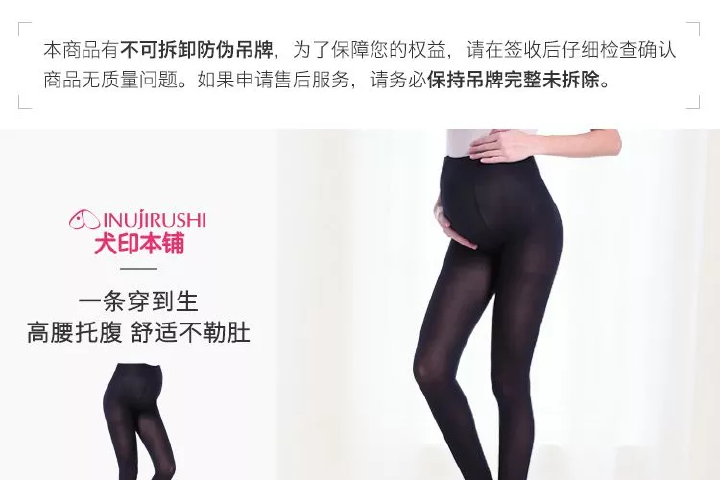 本商品有不可拆卸防伪吊牌，为了保障您的权益，请在签收后仔细检查确认
商品无质量问题。如果申请售后服务，请务必保持吊牌完整未拆除。
INUJIRUSHI
犬印本铺
一条穿到生
高腰托腹 舒适不勒肚